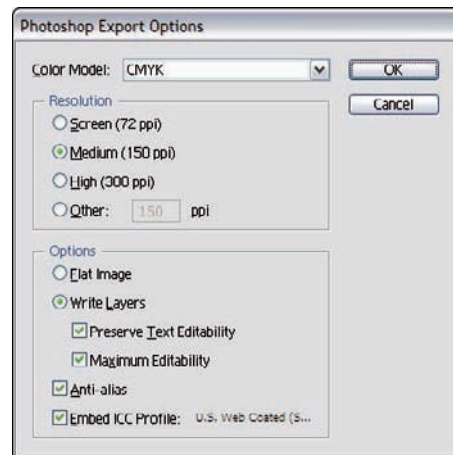 Photoshop Export Options
Color Model: CMYK
OK
Cancel
Resolution
Screen (72 ppi)
Medium (150 ppi)
High (300 ppi)
Other: 150 ppi
Options
Flat Image
Write Layers
Preserve Text Editability
Maximum Editability
Anti-alias
Embed ICC Profile: U.S. Web Coated (S...